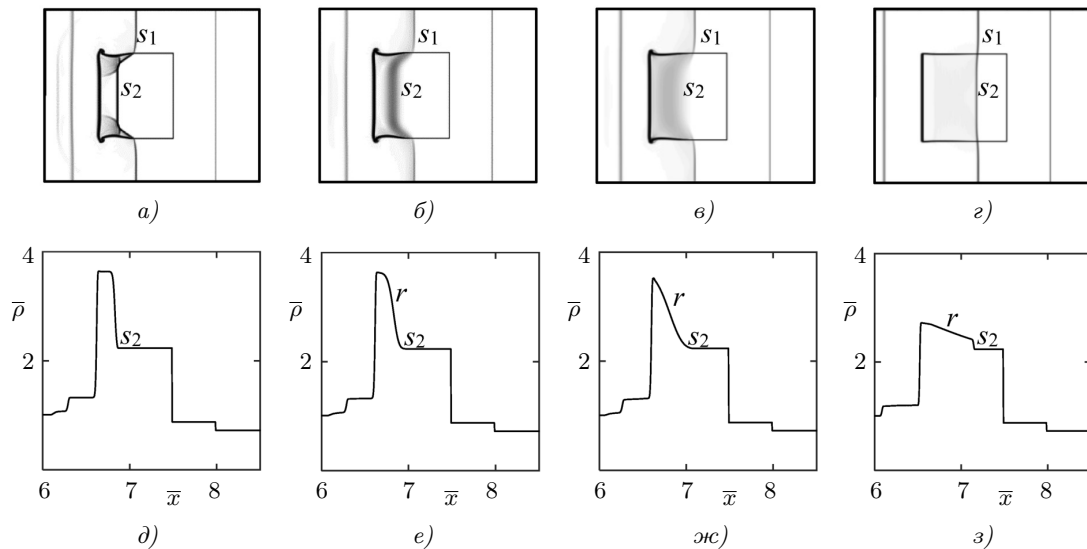 s1 s1 s1 s1
s2 s2 s2 s2
а) б) в) г)
4 4 4 4
ρ̅ r ρ̅ r ρ̅ r ρ̅
s2 s2 s2 s2
2 2 2 2
6 7 x̅ 8 6 7 x̅ 8 6 7 x̅ 8 6 7 x̅ 8
д) е) ж) з)